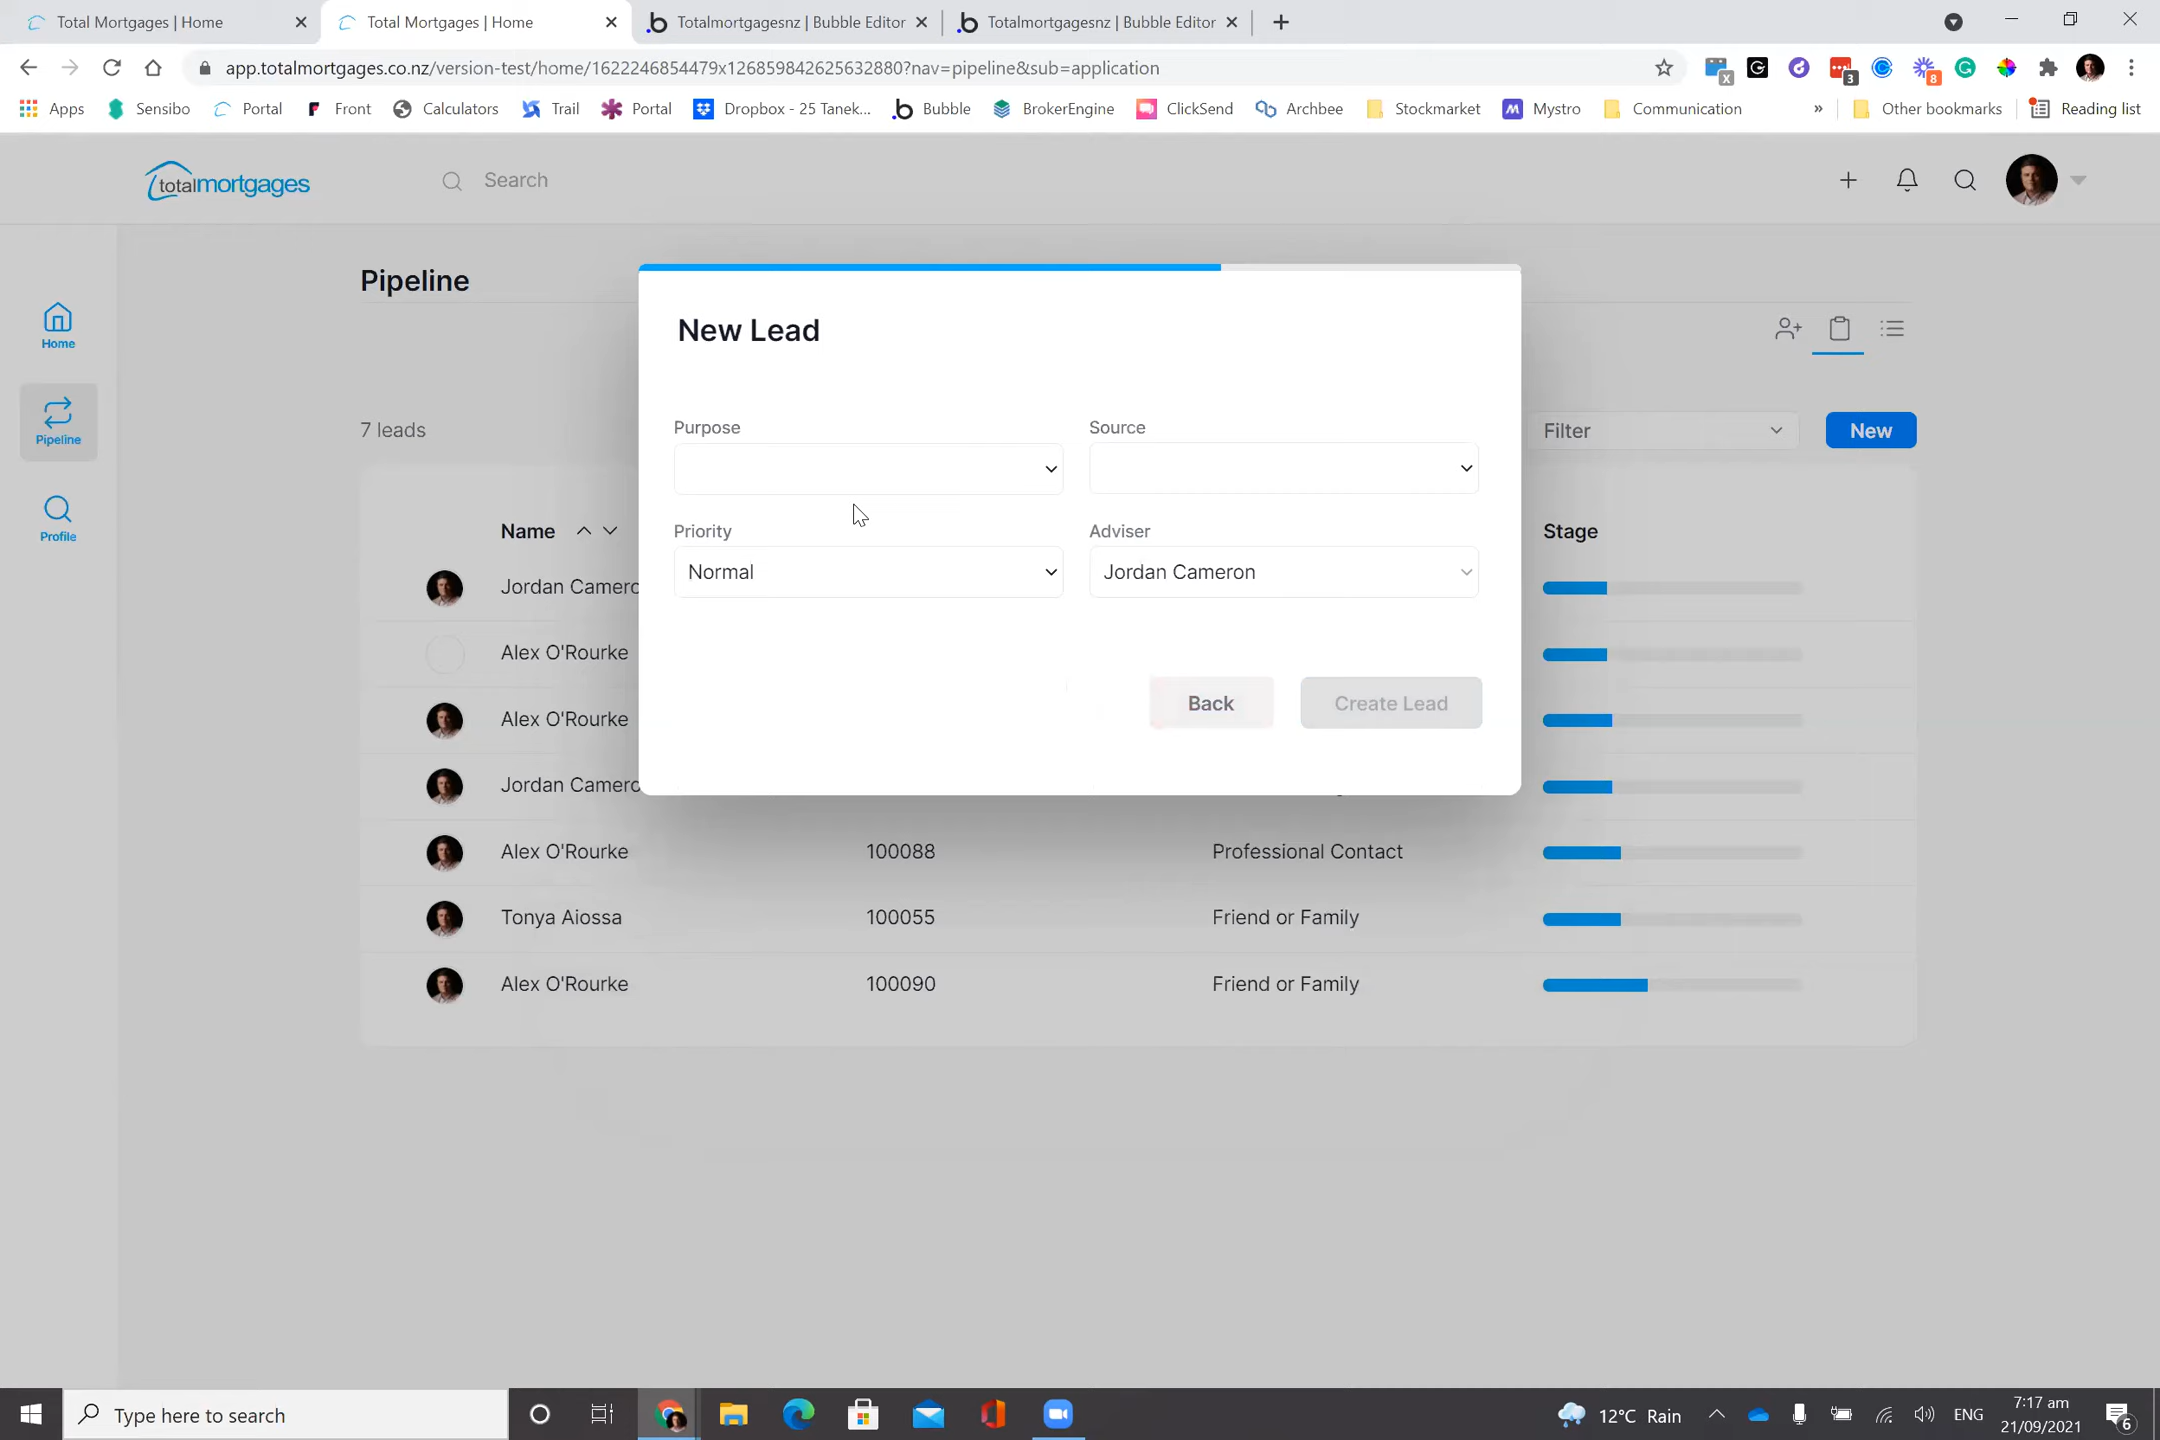 Total Mortgages | Home
Total Mortgages | Home
Totalmortgagesnz | Bubble Editor
Totalmortgagesnz | Bubble Editor
app.totalmortgages.co.nz/version-test/home/1622246854479x126859842625632880?nav=pipeline&sub=application
X
3
8
Apps
Sensibo
Portal
Front
Calculators
Trail
Portal
Dropbox - 25 Tanek...
Bubble
BrokerEngine
ClickSend
Archbee
Stockmarket
Mystro
Communication
»
Other bookmarks
Reading list
totalmortgages
Search
Home
Pipeline
Profile
Pipeline
7 leads
Filter
New
Name
Stage
Jordan Camero
Alex O'Rourke
Alex O'Rourke
Jordan Camero
Alex O'Rourke 100088 Professional Contact
Tonya Aiossa 100055 Friend or Family
Alex O'Rourke 100090 Friend or Family
New Lead
Purpose
Source
Priority
Normal
Adviser
Jordan Cameron
Back
Create Lead
Type here to search
12°C Rain
ENG
7:17 am
21/09/2021
6